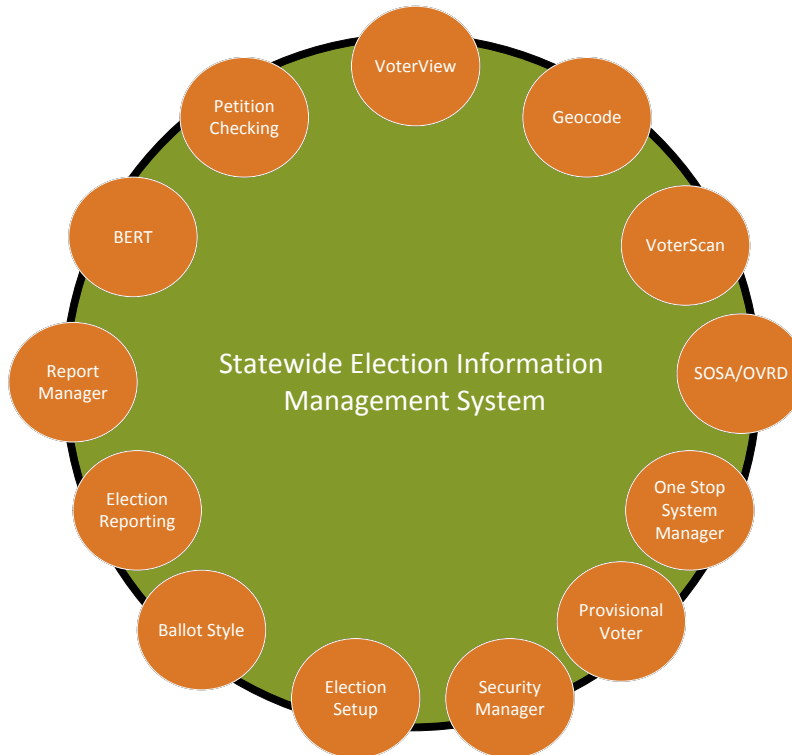 VoterView
Petition
Checking
Geocode
BERT
VoterScan
Statewide Election Information
Management System
SOSA/OVRD
Report
Manager
Election
Reporting
One Stop
System
Manager
Provisional
Voter
Ballot Style
Election
Setup
Security
Manager